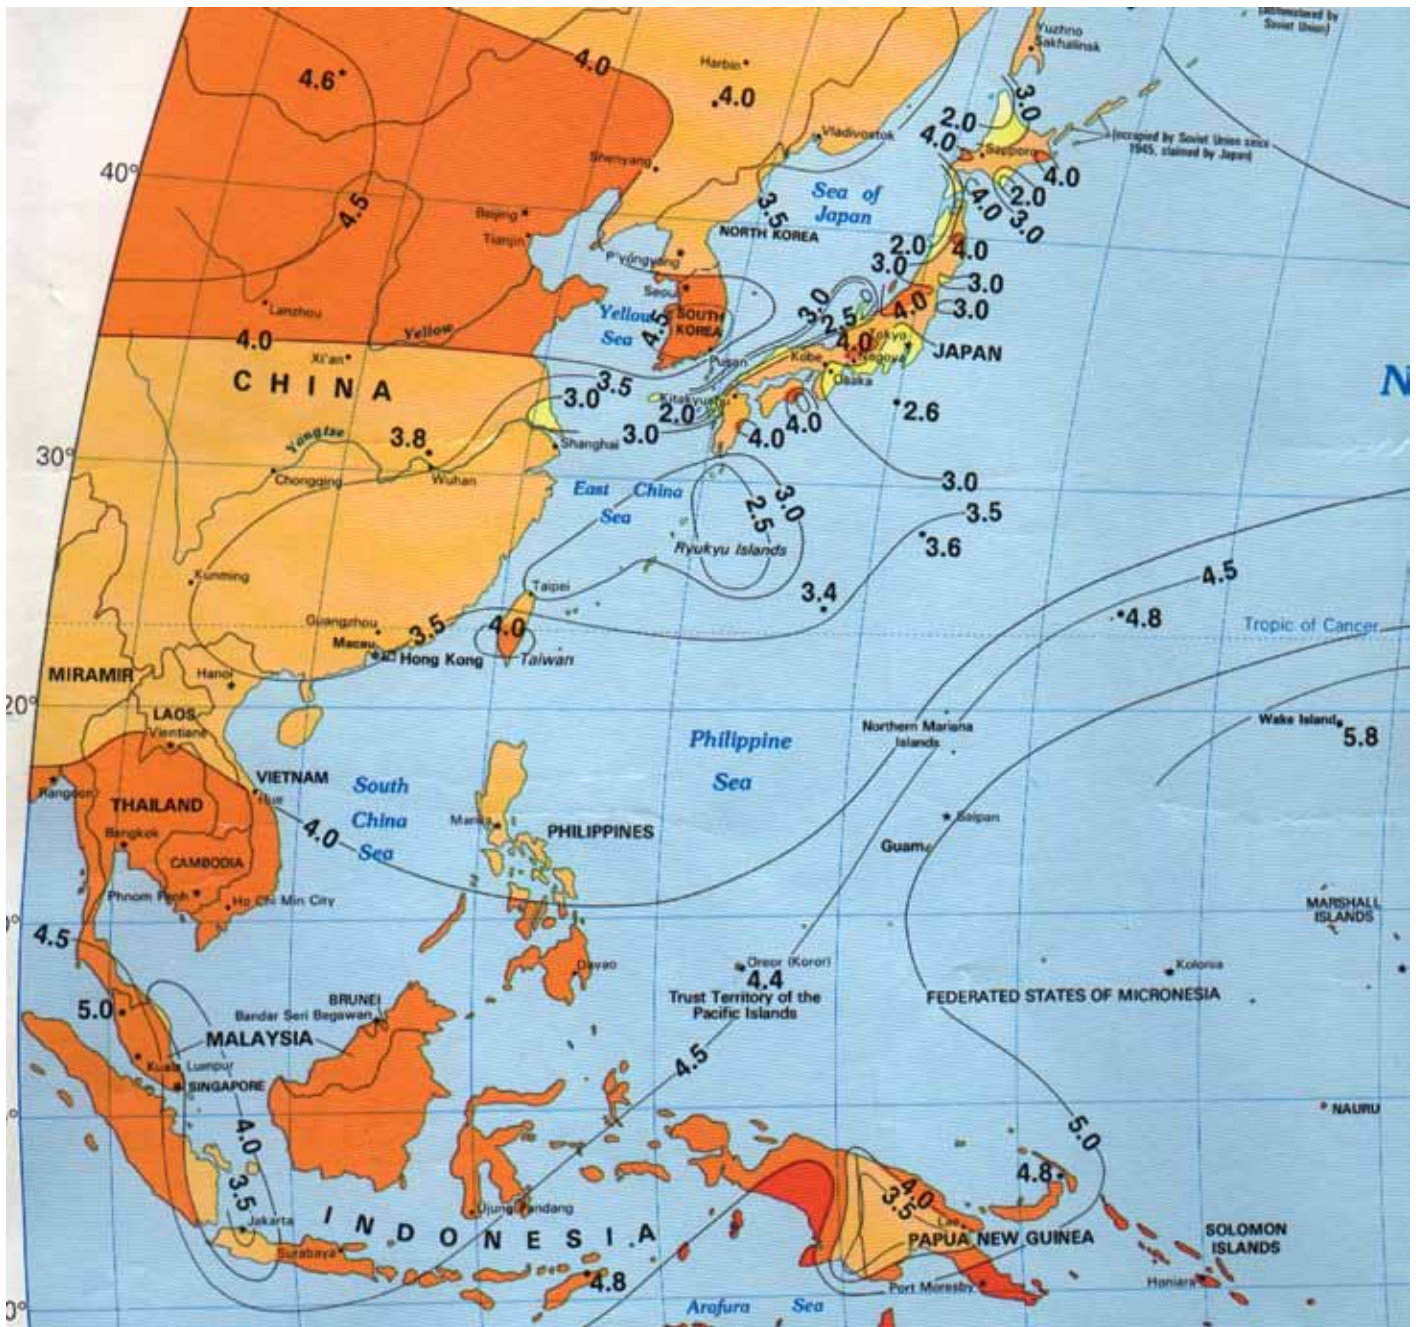 (administered by
Soviet Union)
Yuzhno
Sakhalinsk
4.6
4.0
Harbin
4.0
3.0
2.0
Vladivostok
4.0
Sapporo
(occupied by Soviet Union since
1945, claimed by Japan)
Shenyang
40°
4.0
2.0
4.0
3.0
4.5
Sea of
Japan
3.5
Beijing
Tianjin
NORTH KOREA
2.0
4.0
3.0
P'yongyang
3.0
Seoul
Lanzhou
Yellow
Sea
4.5
SOUTH
KOREA
3.0
2.5
4.0
3.0
Yellow
4.0
Xi'an
Tokyo
4.0
JAPAN
Pusan
Kobe
Nagoya
Osaka
CHINA
3.5
N
3.0
Kitakyushu
2.0
2.6
3.0
4.0
4.0
Yangtze
3.8
Shanghai
30°
Chongqing
Wuhan
3.0
East China
Sea
2.5
3.0
3.5
3.6
Ryukyu Islands
Kunming
4.5
Taipei
3.4
4.8
Guangzhou
3.5
4.0
Tropic of Cancer
Macau
Hong Kong
Taiwan
MIRAMIR
Hanoi
20°
LAOS
Vientiane
Northern Mariana
Islands
Wake Island
5.8
Philippine
Sea
VIETNAM
Hue
South
China
Sea
Rangoon
THAILAND
Bangkok
4.0
Manila
PHILIPPINES
Saipan
Guam
CAMBODIA
Phnom Penh
Ho Chi Min City
MARSHALL
ISLANDS
0°
4.5
Davao
Oreor (Koror)
4.4
Kolonia
Trust Territory of the
Pacific Islands
FEDERATED STATES OF MICRONESIA
5.0
BRUNEI
Bandar Seri Begawan
MALAYSIA
Kuala Lumpur
SINGAPORE
4.5
NAURU
4.0
5.0
4.8
3.5
4.0
3.5
Jakarta
Ujung Pandang
Lae
INDONESIA
PAPUA NEW GUINEA
SOLOMON
ISLANDS
Surabaya
4.8
Port Moresby
Honiara
0°
Arafura Sea